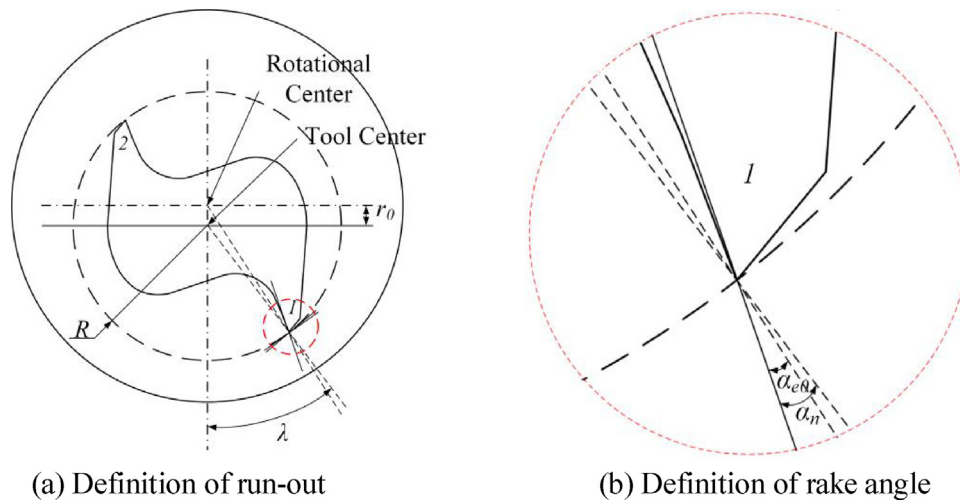 Rotational
Center
Tool Center
2
r0
R
1
λ
1
αe0
αn
(a) Definition of run-out
(b) Definition of rake angle